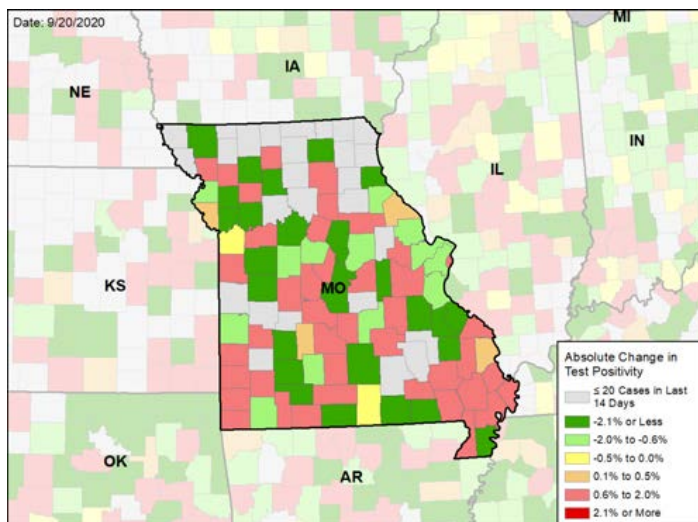 Date: 9/20/2020
MI
IA
NE
IL
IN
KS
MO
OK
AR
Absolute Change in
Test Positivity
≤ 20 Cases in Last
14 Days
-2.1% or Less
-2.0% to -0.6%
-0.5% to 0.0%
0.1% to 0.5%
0.6% to 2.0%
2.1% or More